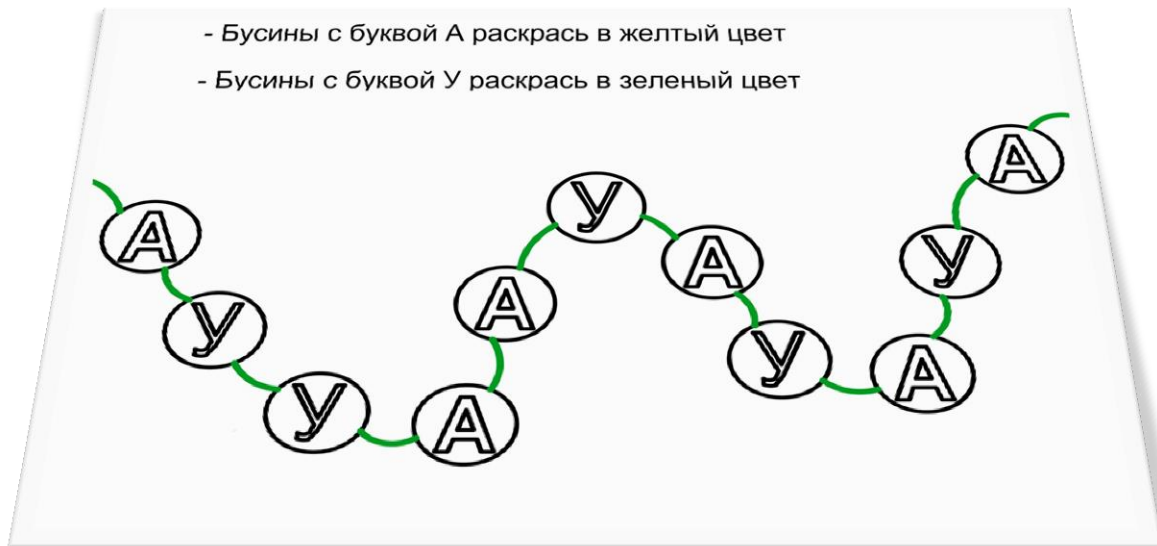 - Бусины с буквой А раскрась в желтый цвет
- Бусины с буквой У раскрась в зеленый цвет
А У У А А У А У А У А